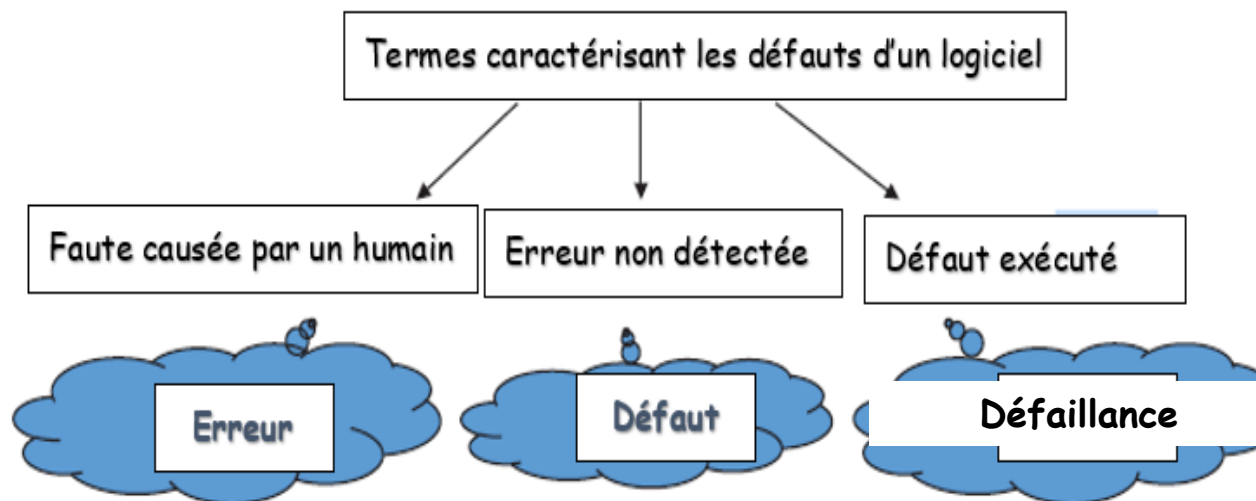 Termes caractérisant les défauts d'un logiciel
Faute causée par un humain
Erreur non détectée
Défaut exécuté
Erreur
Défaut
Défaillance